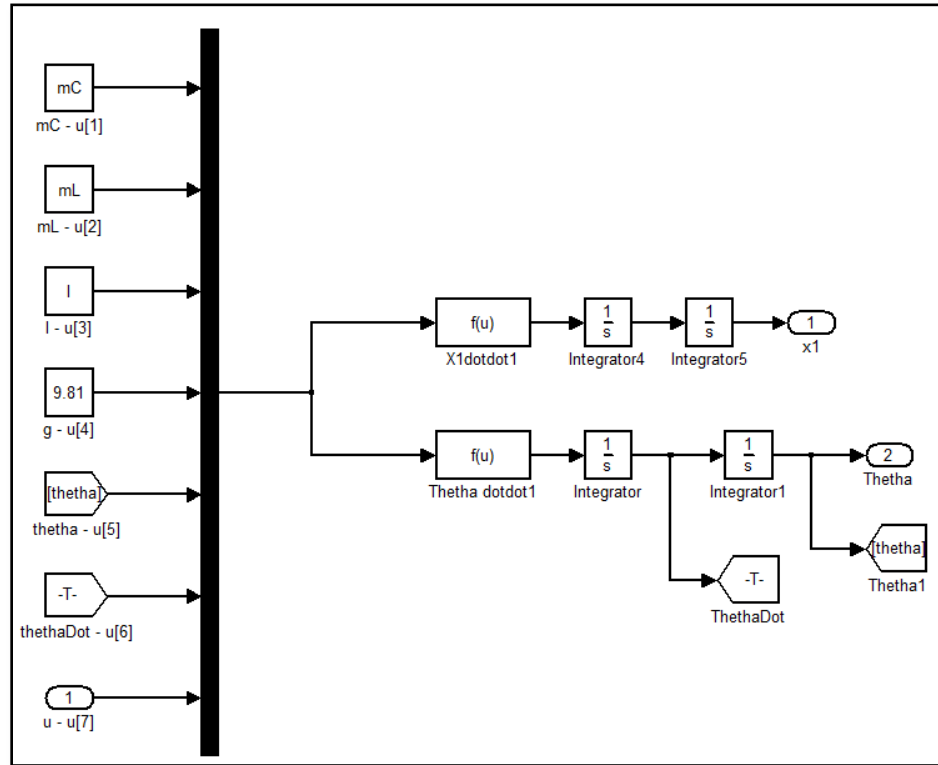 mC
mC - u[1]
mL
mL - u[2]
l
l - u[3]
9.81
g - u[4]
[thetha]
thetha - u[5]
-T-
thethaDot - u[6]
1
u - u[7]
f(u)
X1dotdot1
1
s
Integrator4
1
s
Integrator5
1
x1
f(u)
Thetha dotdot1
1
s
Integrator
1
s
Integrator1
2
Thetha
[thetha]
Thetha1
-T-
ThethaDot